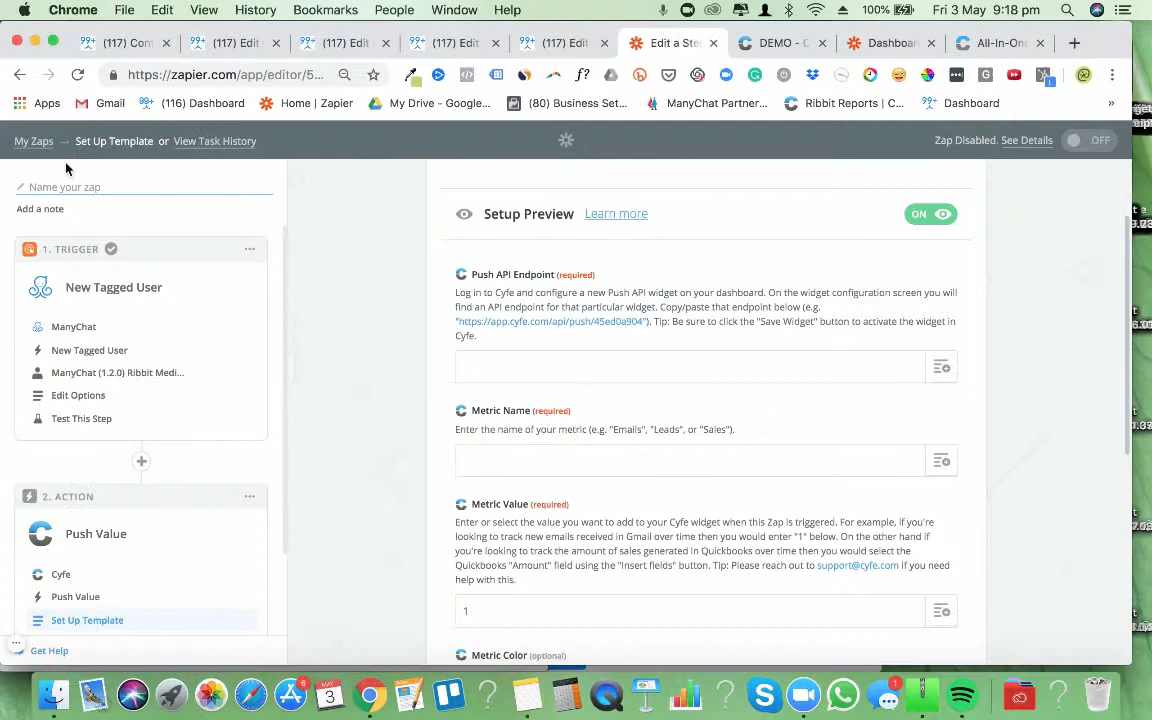 Chrome File Edit View History Bookmarks People Window Help 100% Fri 3 May 9:18 pm
(117) Con (117) Edit (117) Edit (117) Edit (117) Edit Edit a Ste DEMO - C Dashboar All-In-One
https://zapier.com/app/editor/5...
Apps Gmail (116) Dashboard Home | Zapier My Drive - Google... (80) Business Set... ManyChat Partner... Ribbit Reports | C... Dashboard »
My Zaps → Set Up Template or View Task History Zap Disabled. See Details OFF
Name your zap
Add a note
1. TRIGGER
New Tagged User
ManyChat
New Tagged User
ManyChat (1.2.0) Ribbit Medi...
Edit Options
Test This Step
2. ACTION
Push Value
Cyfe
Push Value
Set Up Template
Get Help
Setup Preview Learn more ON
Push API Endpoint (required)
Log in to Cyfe and configure a new Push API widget on your dashboard. On the widget configuration screen you will
find an API endpoint for that particular widget. Copy/paste that endpoint below (e.g.
"https://app.cyfe.com/api/push/45ed0a904"). Tip: Be sure to click the "Save Widget" button to activate the widget in
Cyfe.
Metric Name (required)
Enter the name of your metric (e.g. "Emails", "Leads", or "Sales").
Metric Value (required)
Enter or select the value you want to add to your Cyfe widget when this Zap is triggered. For example, if you're
looking to track new emails received in Gmail over time then you would enter "1" below. On the other hand if
you're looking to track the amount of sales generated in Quickbooks over time then you would select the
Quickbooks "Amount" field using the "Insert fields" button. Tip: Please reach out to support@cyfe.com if you need
help with this.
1
Metric Color (optional)